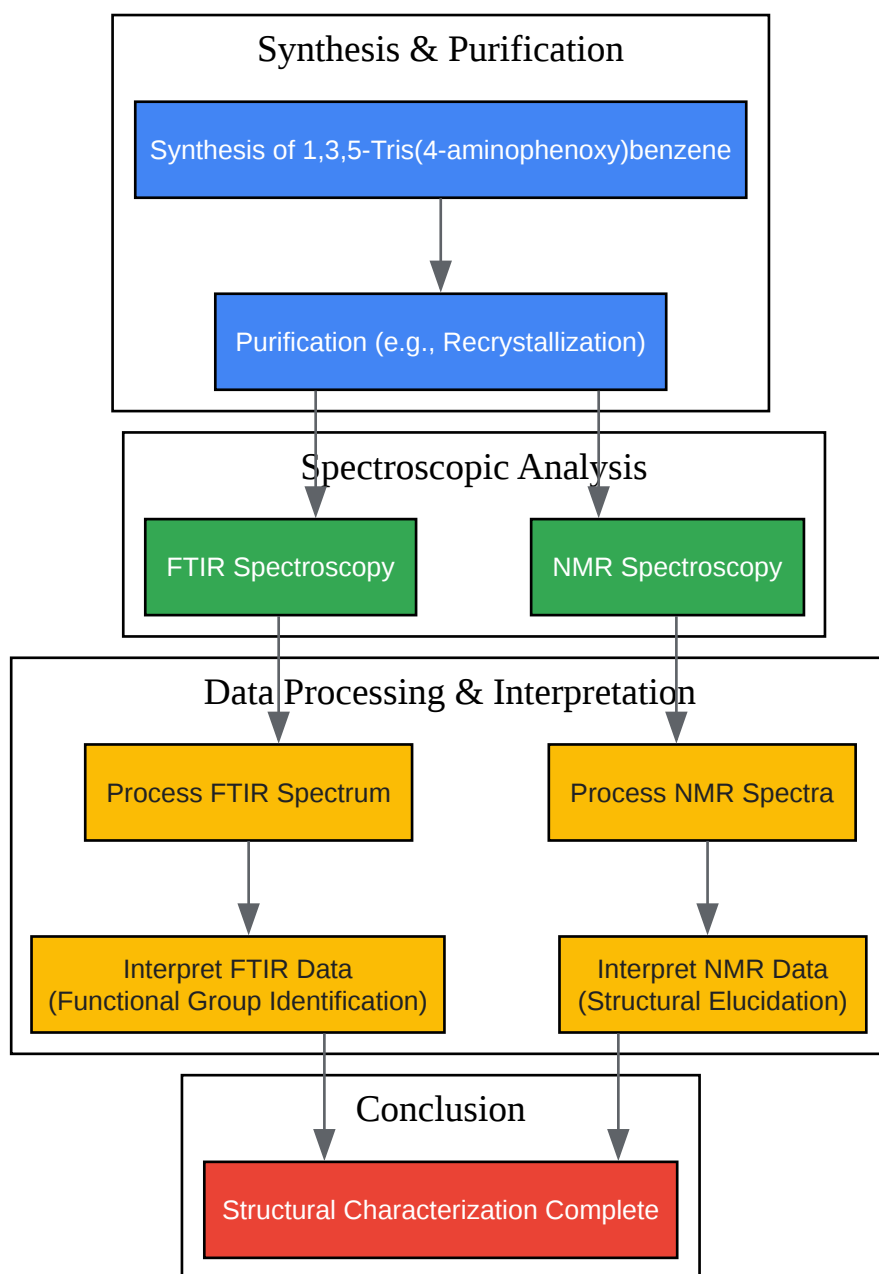 Synthesis & Purification
Synthesis of 1,3,5-Tris(4-aminophenoxy)benzene
Purification (e.g., Recrystallization)
Spectroscopic Analysis
FTIR Spectroscopy
NMR Spectroscopy
Data Processing & Interpretation
Process FTIR Spectrum
Process NMR Spectra
Interpret FTIR Data
(Functional Group Identification)
Interpret NMR Data
(Structural Elucidation)
Conclusion
Structural Characterization Complete